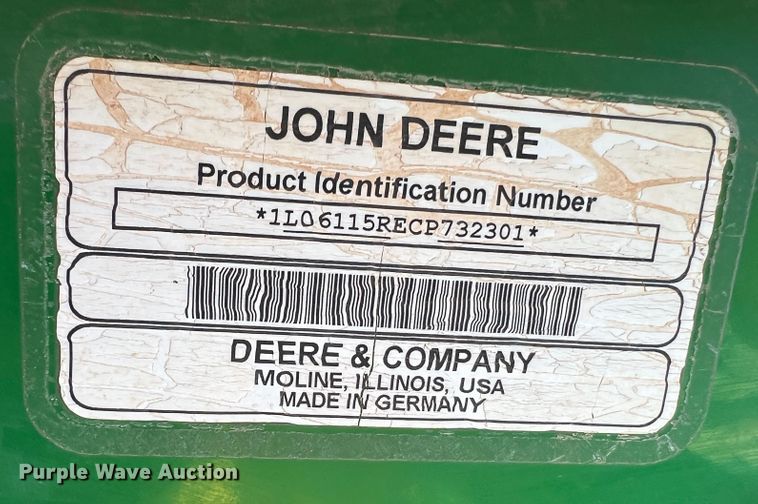 JOHN DEERE
Product Identification Number
*1L06115RECP732301*
DEERE & COMPANY
MOLINE, ILLINOIS, USA
MADE IN GERMANY
Purple Wave Auction